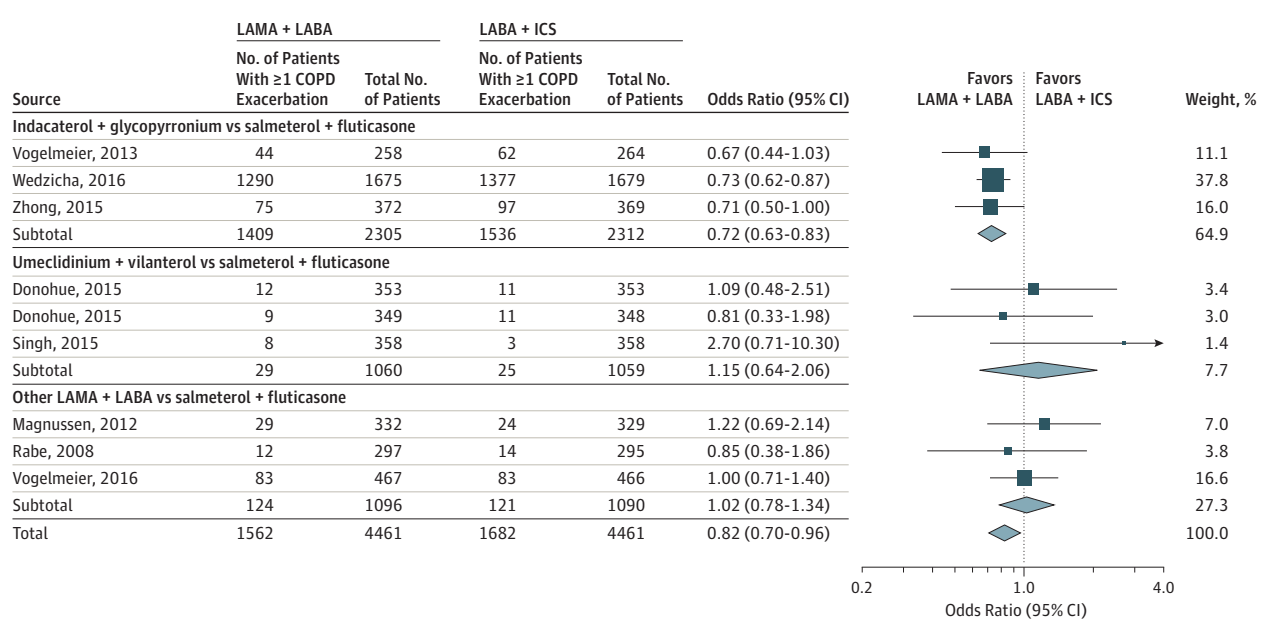 LAMA + LABA LABA + ICS
No. of Patients No. of Patients
With ≥1 COPD Total No. With ≥1 COPD Total No. Favors Favors
Source Exacerbation of Patients Exacerbation of Patients Odds Ratio (95% CI) LAMA + LABA LABA + ICS Weight, %
Indacaterol + glycopyrronium vs salmeterol + fluticasone
Vogelmeier, 2013 44 258 62 264 0.67 (0.44-1.03) 11.1
Wedzicha, 2016 1290 1675 1377 1679 0.73 (0.62-0.87) 37.8
Zhong, 2015 75 372 97 369 0.71 (0.50-1.00) 16.0
Subtotal 1409 2305 1536 2312 0.72 (0.63-0.83) 64.9
Umeclidinium + vilanterol vs salmeterol + fluticasone
Donohue, 2015 12 353 11 353 1.09 (0.48-2.51) 3.4
Donohue, 2015 9 349 11 348 0.81 (0.33-1.98) 3.0
Singh, 2015 8 358 3 358 2.70 (0.71-10.30) 1.4
Subtotal 29 1060 25 1059 1.15 (0.64-2.06) 7.7
Other LAMA + LABA vs salmeterol + fluticasone
Magnussen, 2012 29 332 24 329 1.22 (0.69-2.14) 7.0
Rabe, 2008 12 297 14 295 0.85 (0.38-1.86) 3.8
Vogelmeier, 2016 83 467 83 466 1.00 (0.71-1.40) 16.6
Subtotal 124 1096 121 1090 1.02 (0.78-1.34) 27.3
Total 1562 4461 1682 4461 0.82 (0.70-0.96) 100.0
0.2 1.0 4.0
Odds Ratio (95% CI)